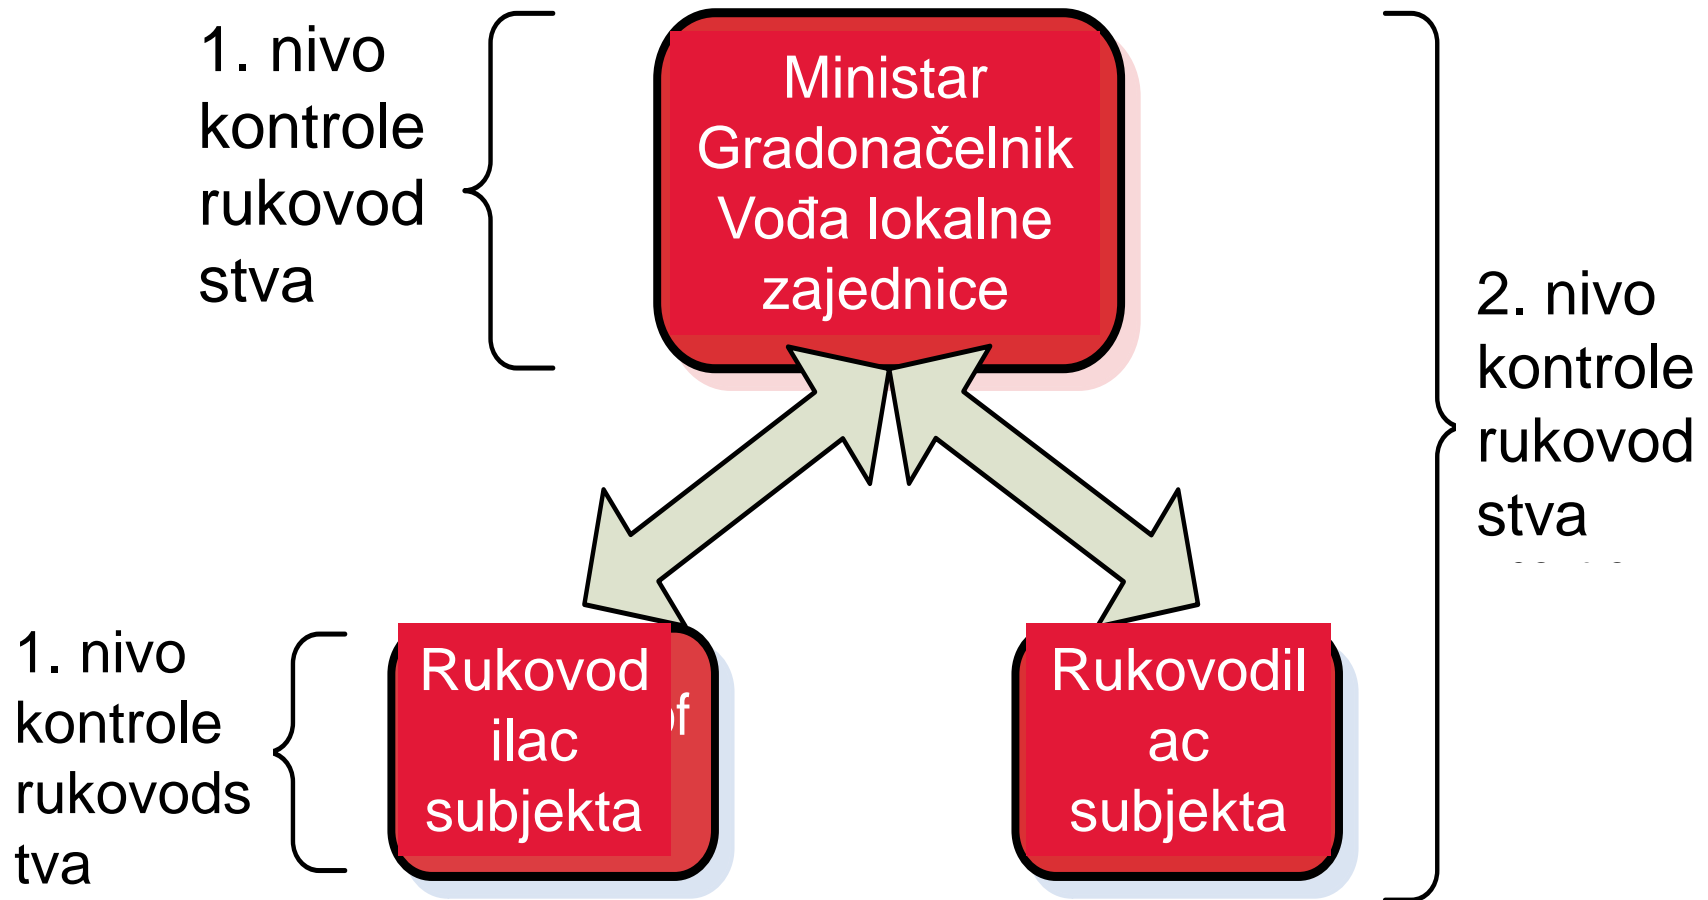 1. nivo
kontrole
rukovod
stva
Ministar
Gradonačelnik
Vođa lokalne
zajednice
2. nivo
kontrole
rukovod
stva
1. nivo
kontrole
rukovods
tva
Rukovod
ilac
subjekta
of
Rukovodil
ac
subjekta